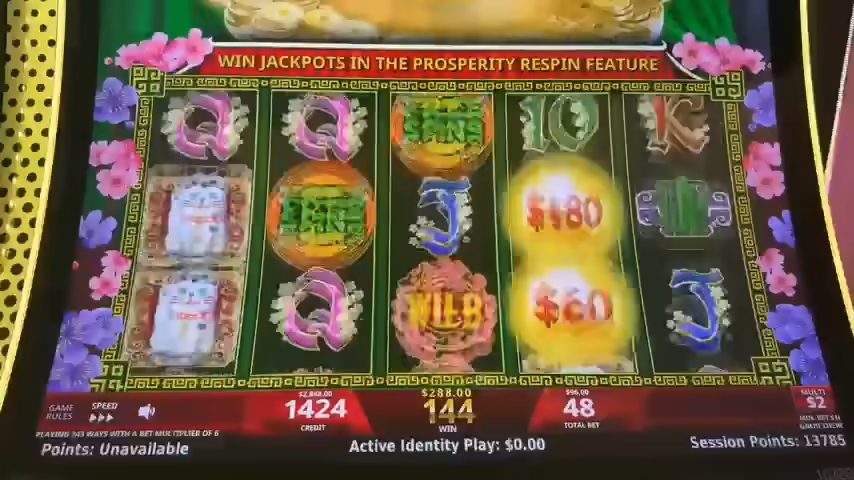 WIN JACKPOTS IN THE PROSPERITY RESPIN FEATURE
Q Q SPINS 10 K
$180
J
$60
Q WILD J
GAME RULES
SPEED
$2,848.00
1424
CREDIT
$288.00
144
WIN
$96.00
48
TOTAL BET
MULTI
$2
PLAYING 243 WAYS WITH A BET MULTIPLIER OF 6
Points: Unavailable
Active Identity Play: $0.00
Session Points: 13785